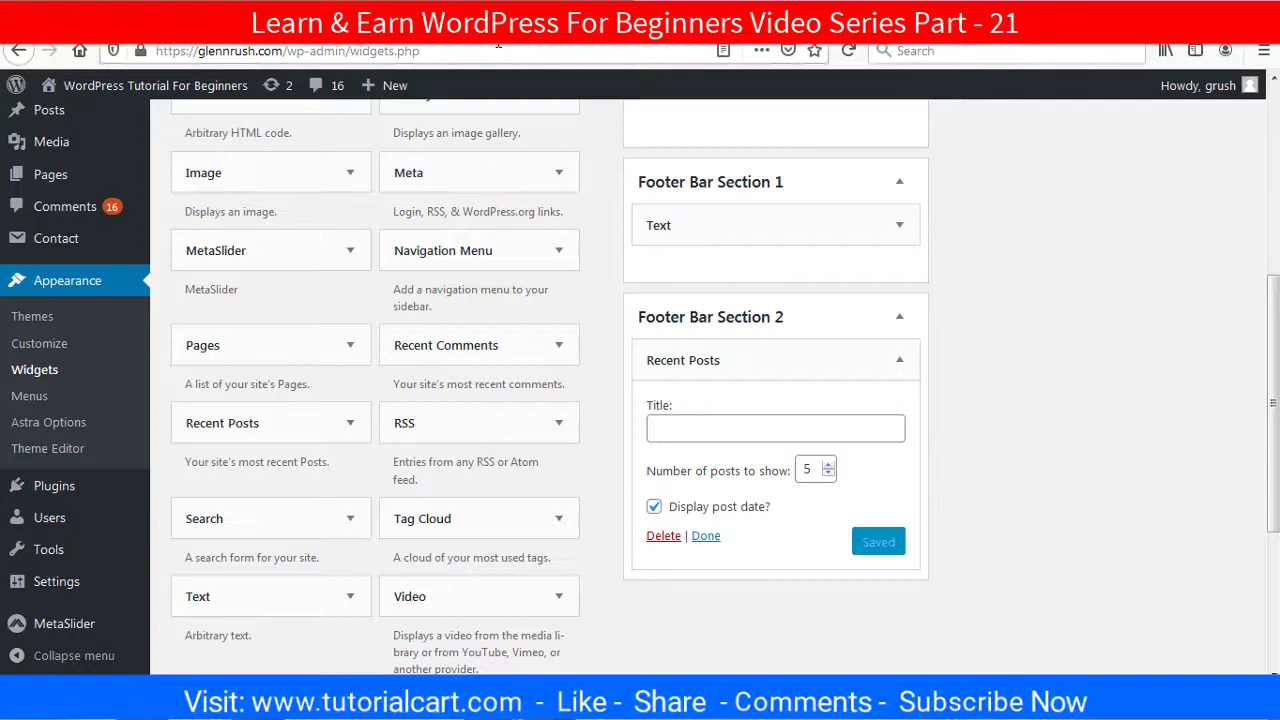 Learn & Earn WordPress For Beginners Video Series Part - 21
https://glennrush.com/wp-admin/widgets.php
Search
WordPress Tutorial For Beginners
2
16
New
Howdy, grush
Posts
Media
Pages
Comments 16
Contact
Appearance
Themes
Customize
Widgets
Menus
Astra Options
Theme Editor
Plugins
Users
Tools
Settings
MetaSlider
Collapse menu
Arbitrary HTML code.
Displays an image gallery.
Image
Meta
Displays an image.
Login, RSS, & WordPress.org links.
MetaSlider
Navigation Menu
MetaSlider
Add a navigation menu to your
sidebar.
Pages
Recent Comments
A list of your site's Pages.
Your site's most recent comments.
Recent Posts
RSS
Your site's most recent Posts.
Entries from any RSS or Atom
feed.
Search
Tag Cloud
A search form for your site.
A cloud of your most used tags.
Text
Video
Arbitrary text.
Displays a video from the media li-
brary or from YouTube, Vimeo, or
another provider.
Footer Bar Section 1
Text
Footer Bar Section 2
Recent Posts
Title:
Number of posts to show: 5
Display post date?
Delete | Done
Saved
Visit: www.tutorialcart.com - Like - Share - Comments - Subscribe Now